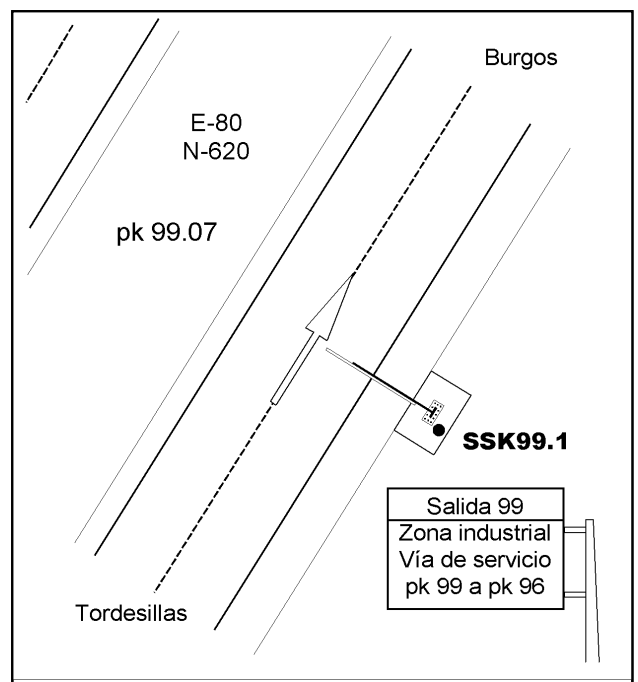 Burgos
E-80
N-620
pk 99.07
SSK99.1
Salida 99
Zona industrial
Vía de servicio
pk 99 a pk 96
Tordesillas